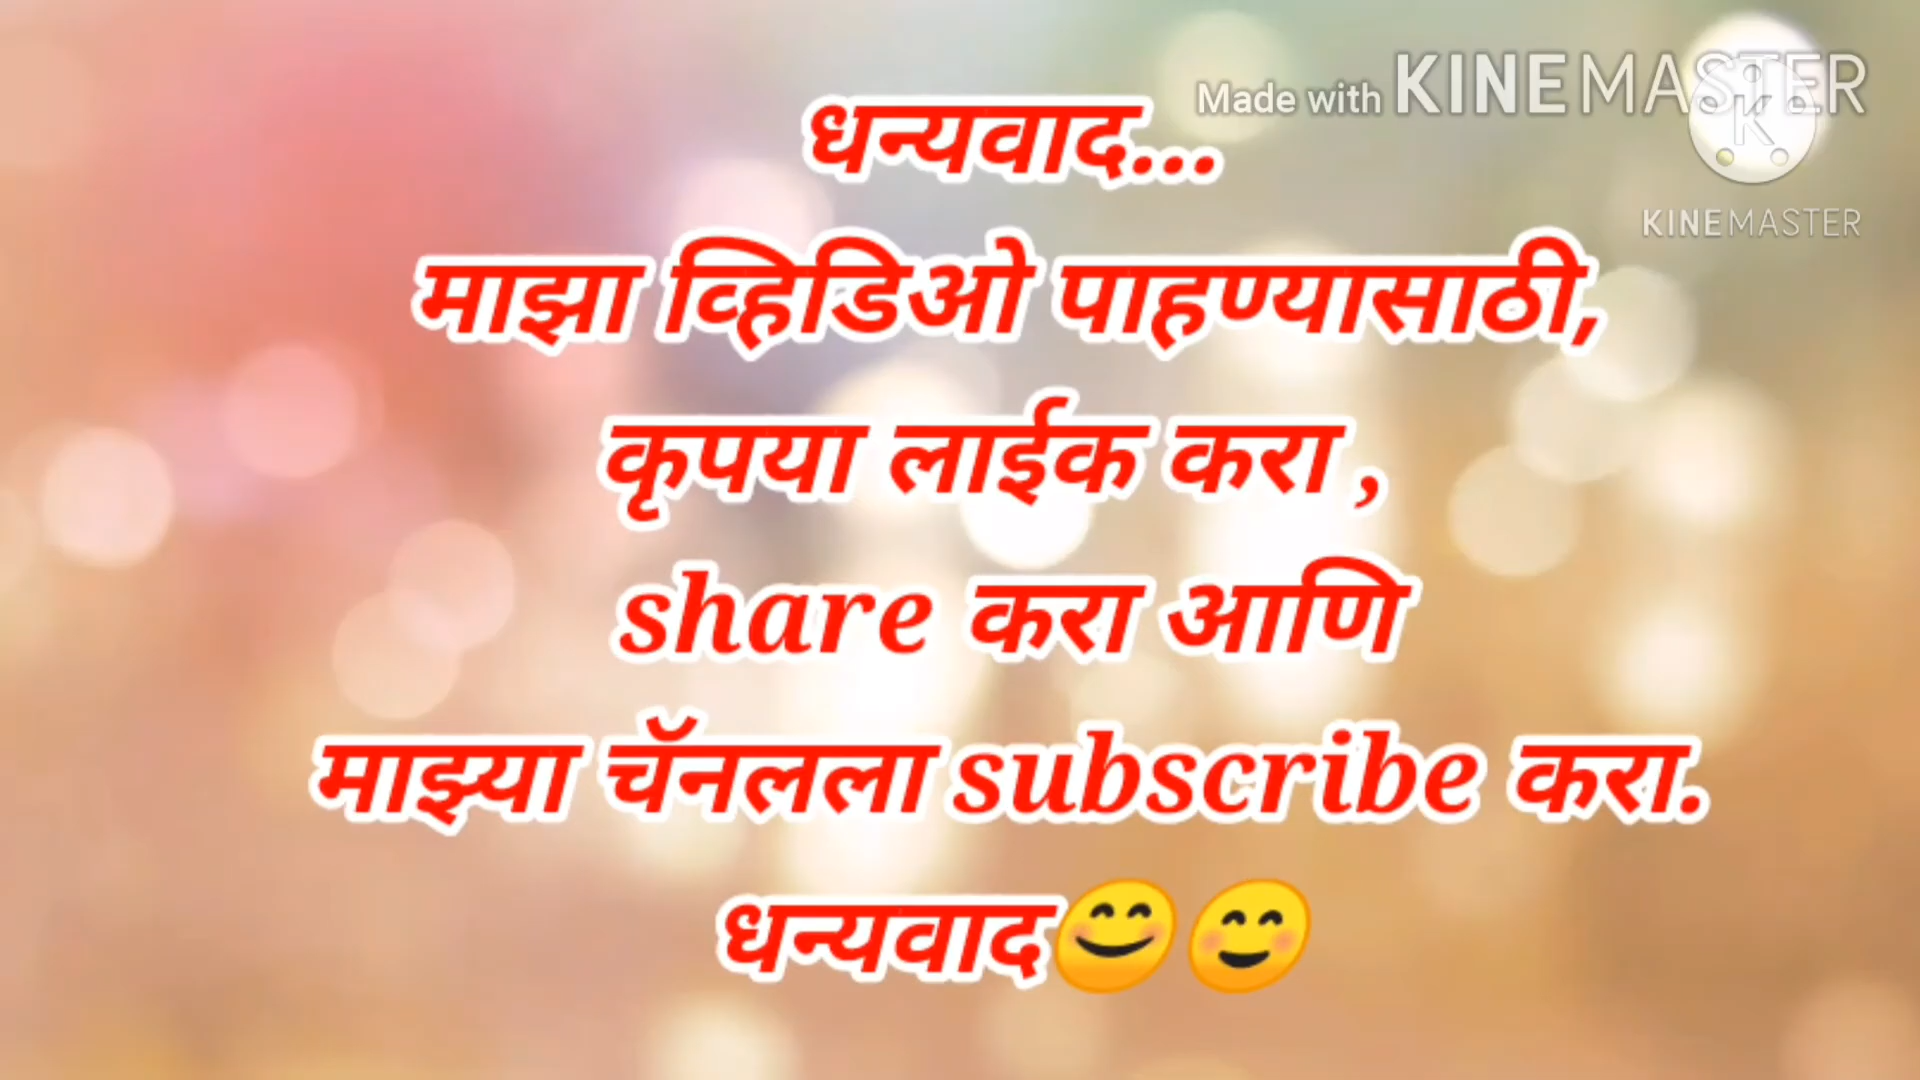 Made with KINEMASTER
K
KINEMASTER
धन्यवाद...
माझा व्हिडिओ पाहण्यासाठी,
कृपया लाईक करा ,
share करा आणि
माझ्या चॅनलला subscribe करा.
धन्यवाद😊😊